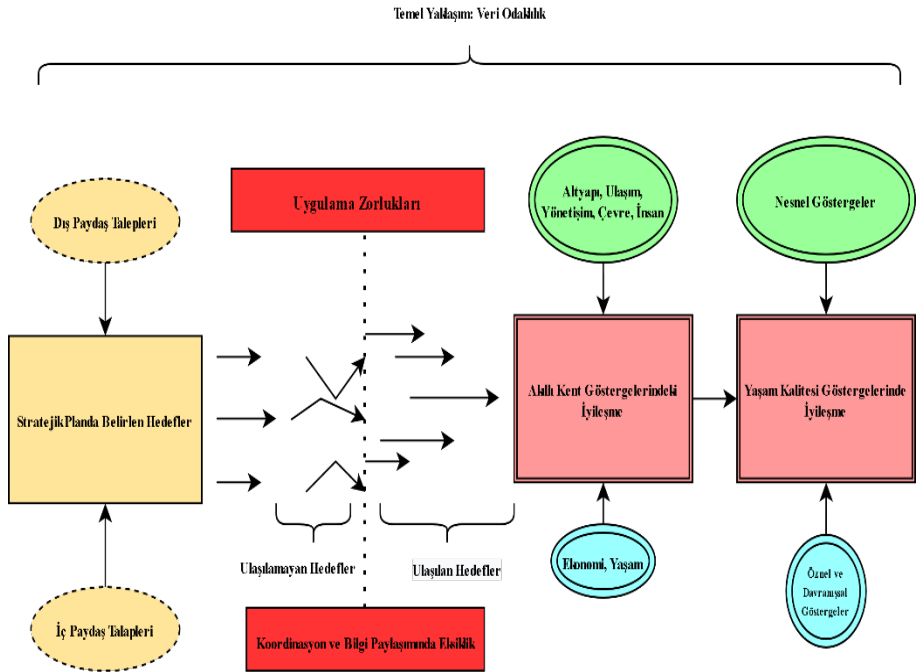 Temel Yaklaşım: Veri Odaklılık
Dış Paydaş Talepleri
Uygulama Zorlukları
Altyapı, Ulaşım,
Yönetişim, Çevre, İnsan
Nesnel Göstergeler
Stratejik Planda Belirlen Hedefler
Akıllı Kent Göstergelerindeki
İyileşme
Yaşam Kalitesi Göstergelerinde
İyileşme
Ulaşılamayan Hedefler
Ulaşılan Hedefler
Ekonomi, Yaşam
Öznel ve
Davranışsal
Göstergeler
İç Paydaş Talapleri
Koordinasyon ve Bilgi Paylaşımında Eksiklik